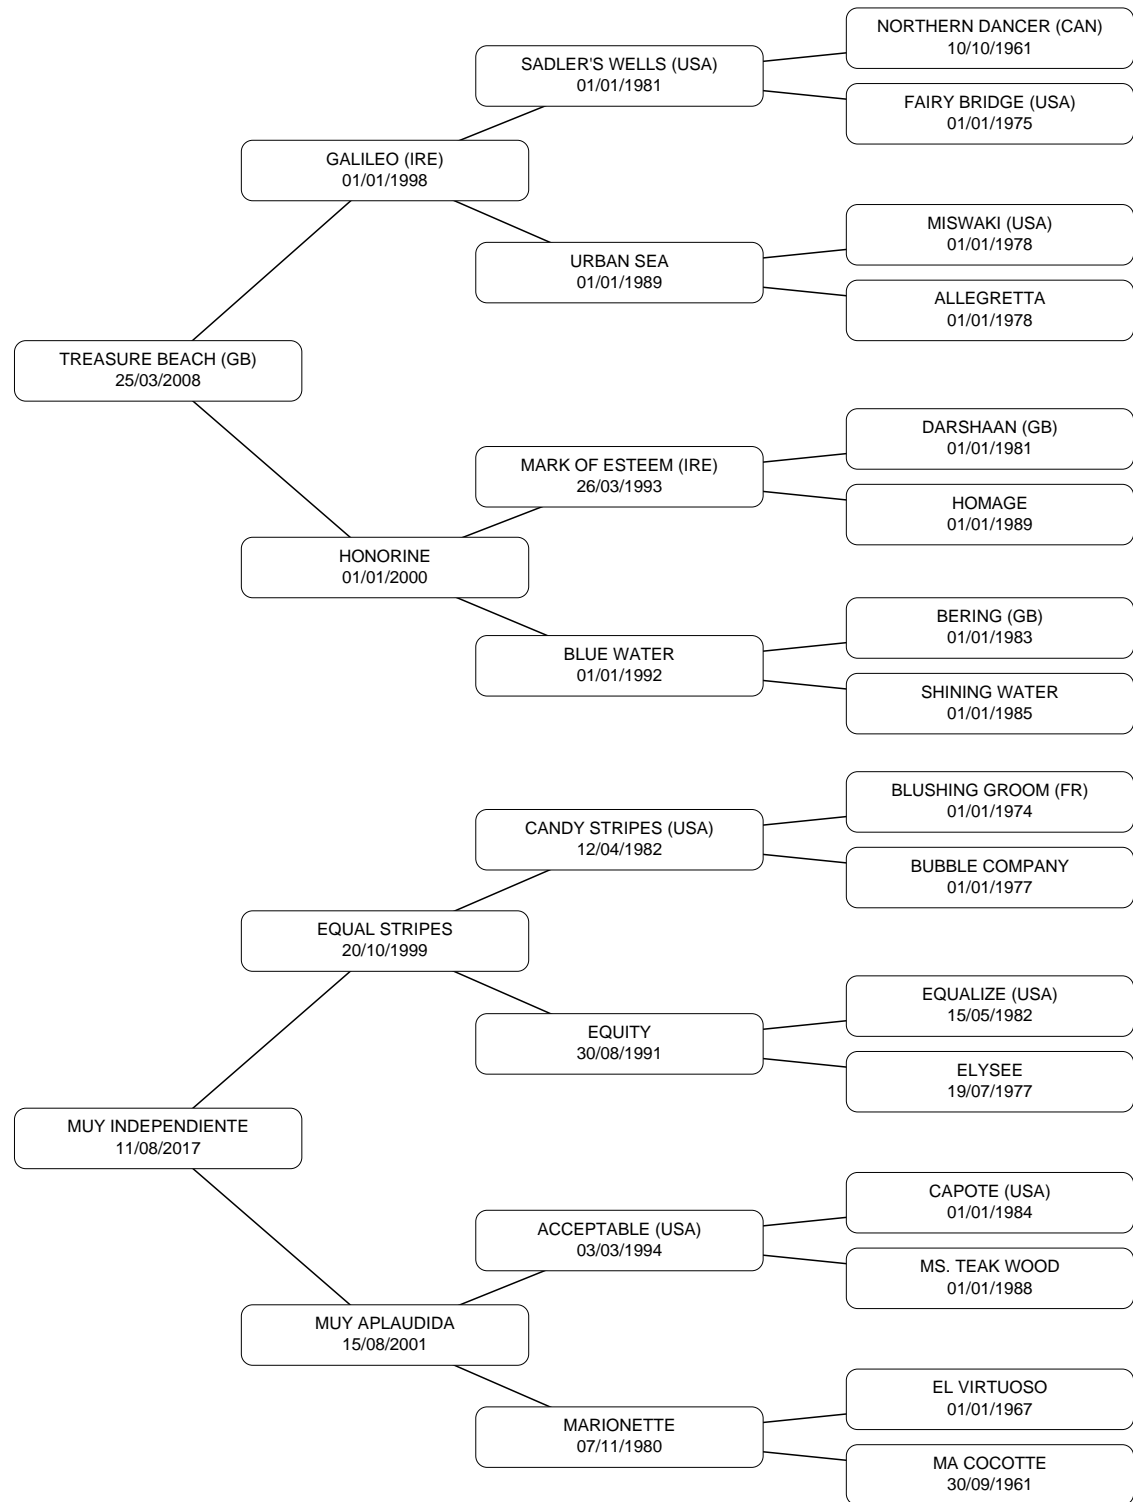 NORTHERN DANCER (CAN)
10/10/1961
SADLER'S WELLS (USA)
01/01/1981
FAIRY BRIDGE (USA)
01/01/1975
GALILEO (IRE)
01/01/1998
MISWAKI (USA)
01/01/1978
URBAN SEA
01/01/1989
ALLEGRETTA
01/01/1978
TREASURE BEACH (GB)
25/03/2008
DARSHAAN (GB)
01/01/1981
MARK OF ESTEEM (IRE)
26/03/1993
HOMAGE
01/01/1989
HONORINE
01/01/2000
BERING (GB)
01/01/1983
BLUE WATER
01/01/1992
SHINING WATER
01/01/1985
BLUSHING GROOM (FR)
01/01/1974
CANDY STRIPES (USA)
12/04/1982
BUBBLE COMPANY
01/01/1977
EQUAL STRIPES
20/10/1999
EQUALIZE (USA)
15/05/1982
EQUITY
30/08/1991
ELYSEE
19/07/1977
MUY INDEPENDIENTE
11/08/2017
CAPOTE (USA)
01/01/1984
ACCEPTABLE (USA)
03/03/1994
MS. TEAK WOOD
01/01/1988
MUY APLAUDIDA
15/08/2001
EL VIRTUOSO
01/01/1967
MARIONETTE
07/11/1980
MA COCOTTE
30/09/1961